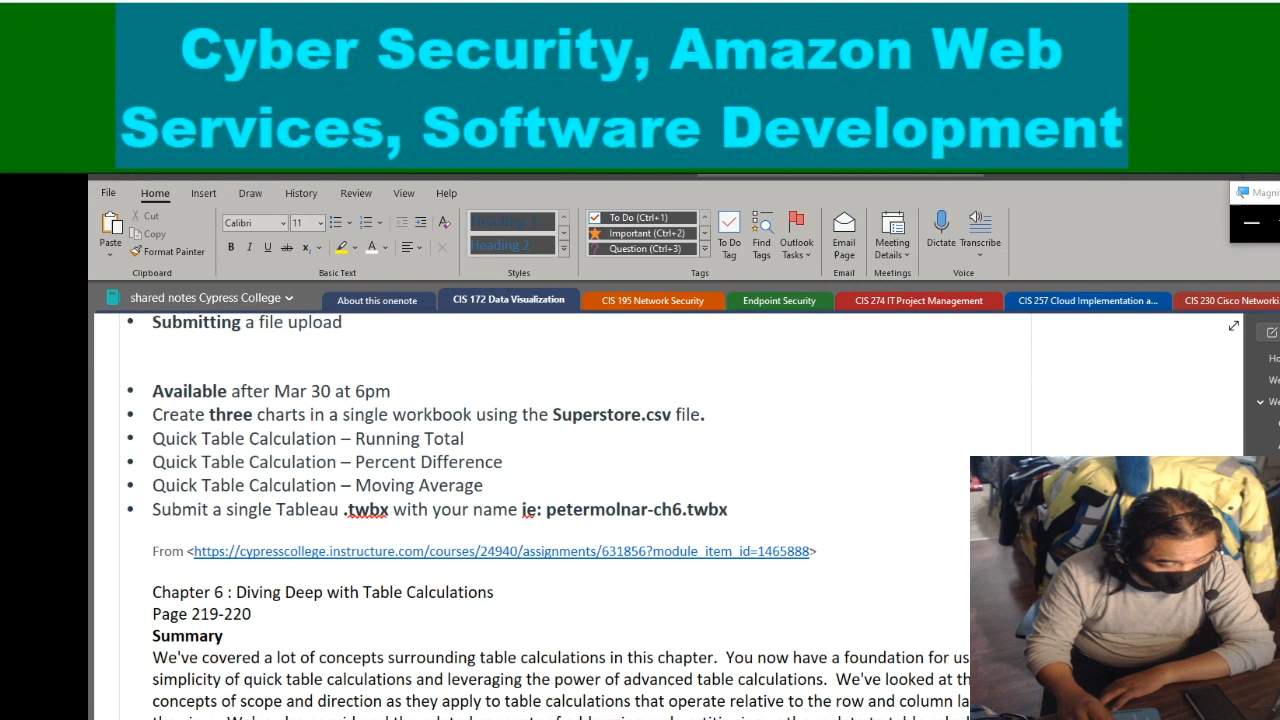 Cyber Security, Amazon Web
Services, Software Development
File Home Insert Draw History Review View Help
Magni
Paste
Cut
Copy
Format Painter
Clipboard
Calibri 11
B I U ab x
A
Basic Text
Heading 1
Heading 2
Styles
To Do (Ctrl+1)
Important (Ctrl+2)
Question (Ctrl+3)
To Do Tag
Find Tags
Outlook Tasks
Tags
Email Page
Email
Meeting Details
Meetings
Dictate Transcribe
Voice
shared notes Cypress College
About this onenote CIS 172 Data Visualization CIS 195 Network Security Endpoint Security CIS 274 IT Project Management CIS 257 Cloud Implementation a... CIS 230 Cisco Networki
• Submitting a file upload
• Available after Mar 30 at 6pm
• Create three charts in a single workbook using the Superstore.csv file.
• Quick Table Calculation – Running Total
• Quick Table Calculation – Percent Difference
• Quick Table Calculation – Moving Average
• Submit a single Tableau .twbx with your name ie: petermolnar-ch6.twbx
From <https://cypresscollege.instructure.com/courses/24940/assignments/631856?module_item_id=1465888>
Chapter 6 : Diving Deep with Table Calculations
Page 219-220
Summary
We've covered a lot of concepts surrounding table calculations in this chapter. You now have a foundation for us
simplicity of quick table calculations and leveraging the power of advanced table calculations. We've looked at th
concepts of scope and direction as they apply to table calculations that operate relative to the row and column la
Ho
We
We